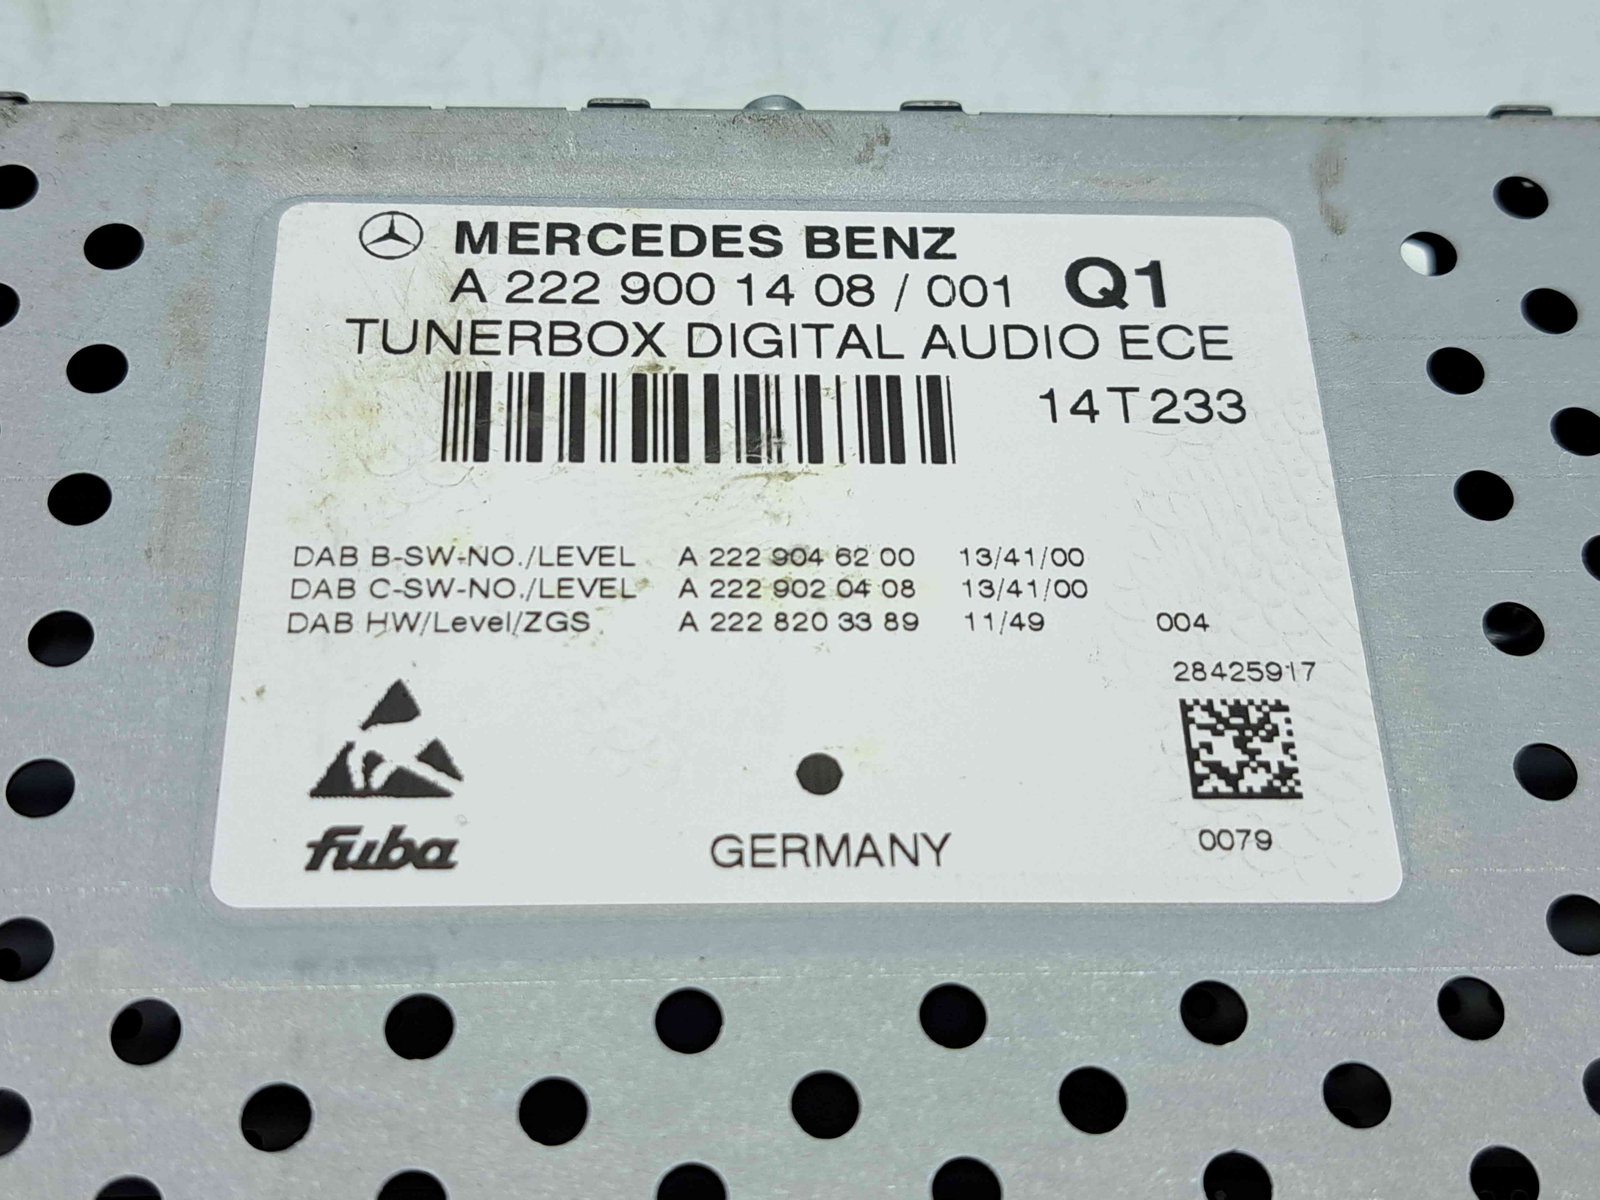 MERCEDES BENZ
A 222 900 14 08 / 001 Q1
TUNERBOX DIGITAL AUDIO ECE
14T233
DAB B-SW-NO./LEVEL A 222 904 62 00 13/41/00
DAB C-SW-NO./LEVEL A 222 902 04 08 13/41/00
DAB HW/Level/ZGS A 222 820 33 89 11/49 004
28425917
fuba GERMANY 0079